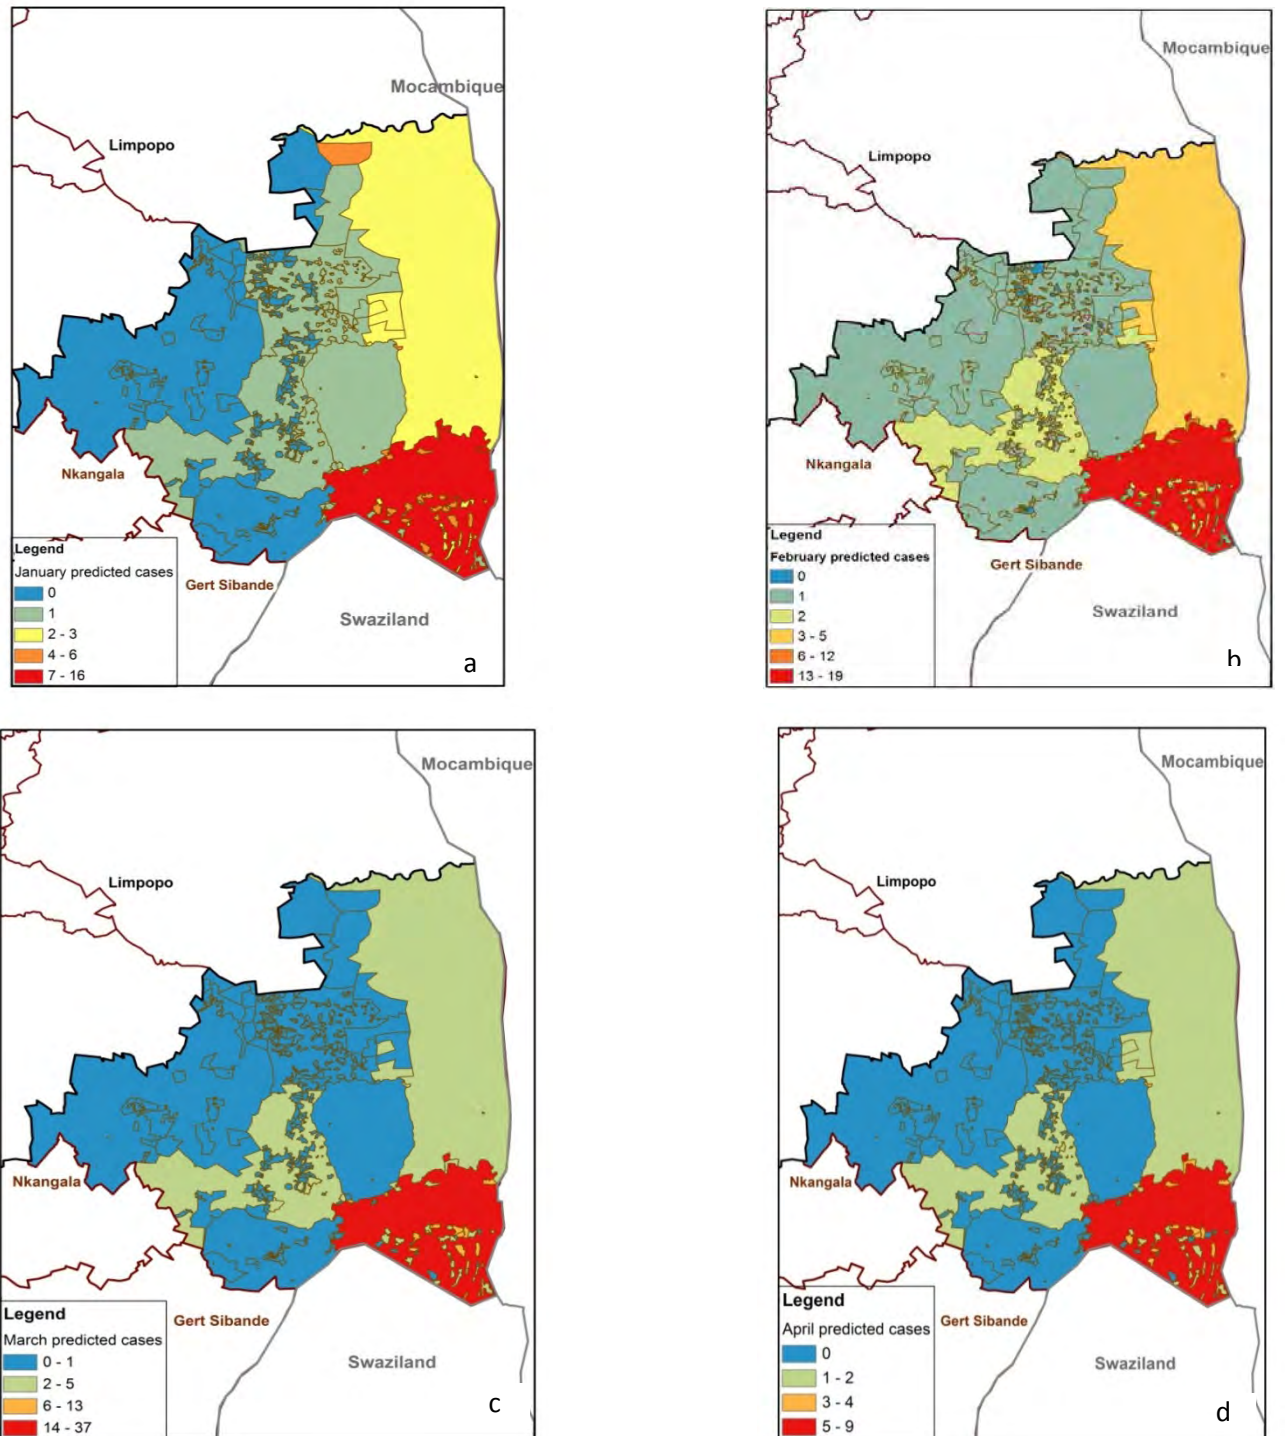 Mocambique
Limpopo
Nkangala
Gert Sibande
Swaziland
Legend
January predicted cases
0
1
2 - 3
4 - 6
7 - 16
a
Mocambique
Limpopo
Nkangala
Gert Sibande
Swaziland
Legend
February predicted cases
0
1
2
3 - 5
6 - 12
13 - 19
b
Mocambique
Limpopo
Nkangala
Gert Sibande
Swaziland
Legend
March predicted cases
0 - 1
2 - 5
6 - 13
14 - 37
c
Mocambique
Limpopo
Nkangala
Gert Sibande
Swaziland
Legend
April predicted cases
0
1 - 2
3 - 4
5 - 9
d